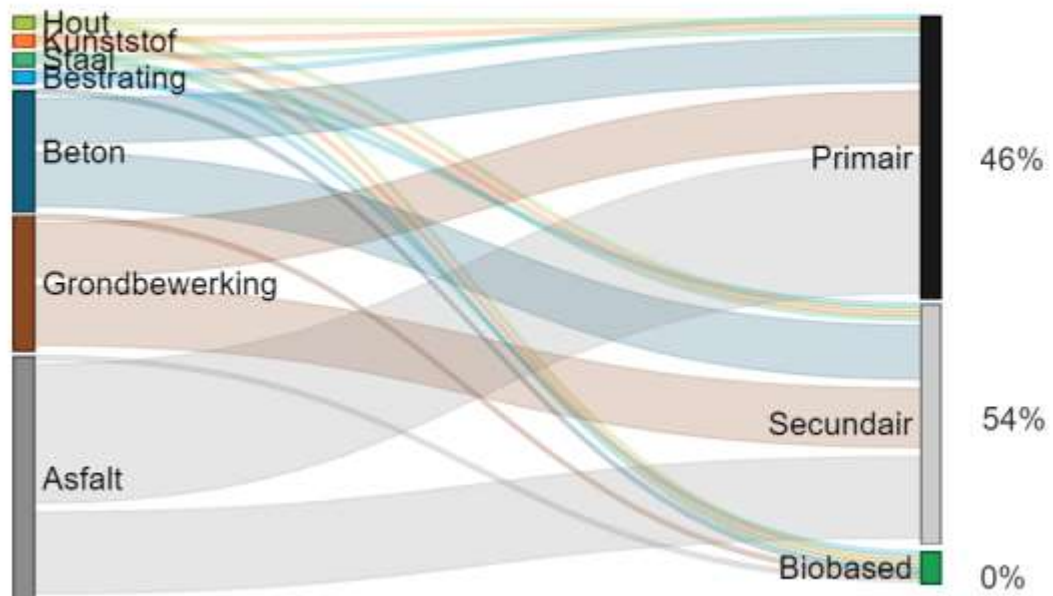 Hout
Kunststof
Staal
Bestrating
Beton
Primair 46%
Grondbewerking
Secundair 54%
Asfalt
Biobased 0%